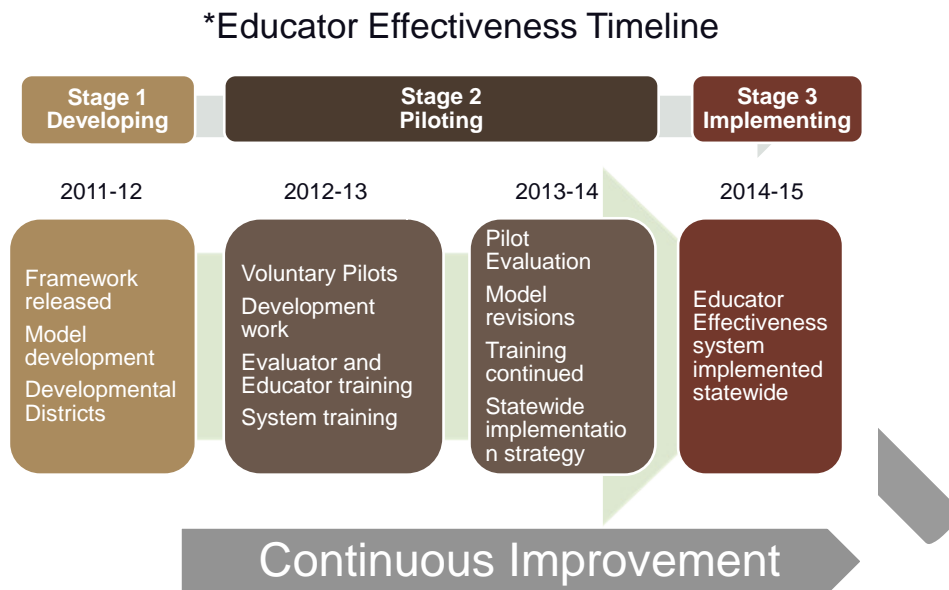 *Educator Effectiveness Timeline
Stage 1
Developing
Stage 2
Piloting
Stage 3
Implementing
2011-12
2012-13
2013-14
2014-15
Framework
released
Model
development
Developmental
Districts
Voluntary Pilots
Development
work
Evaluator and
Educator training
System training
Pilot
Evaluation
Model
revisions
Training
continued
Statewide
implementatio
n strategy
Educator
Effectiveness
system
implemented
statewide
Continuous Improvement